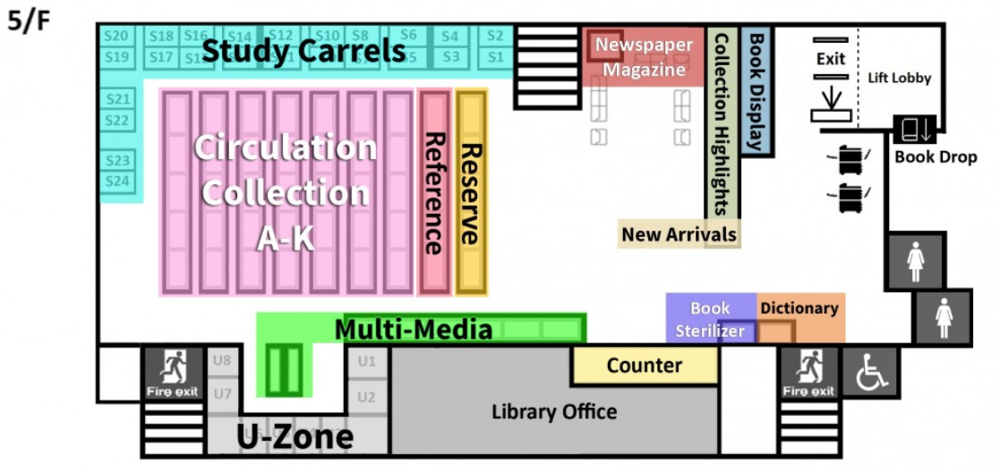 5/F
S20 S18 S16 S14 S12 S10 S8 S6 S4 S2
Study Carrels
S19 S17 S5 S3 S1
S21
S22
S23
S24
Circulation
Collection
A-K
Reference
Reserve
Newspaper
Magazine
Collection Highlights
Book Display
Exit
Lift Lobby
Book Drop
New Arrivals
Book
Sterilizer
Dictionary
Multi-Media
Fire exit
U8
U7
U1
U2
U-Zone
Counter
Library Office
Fire exit